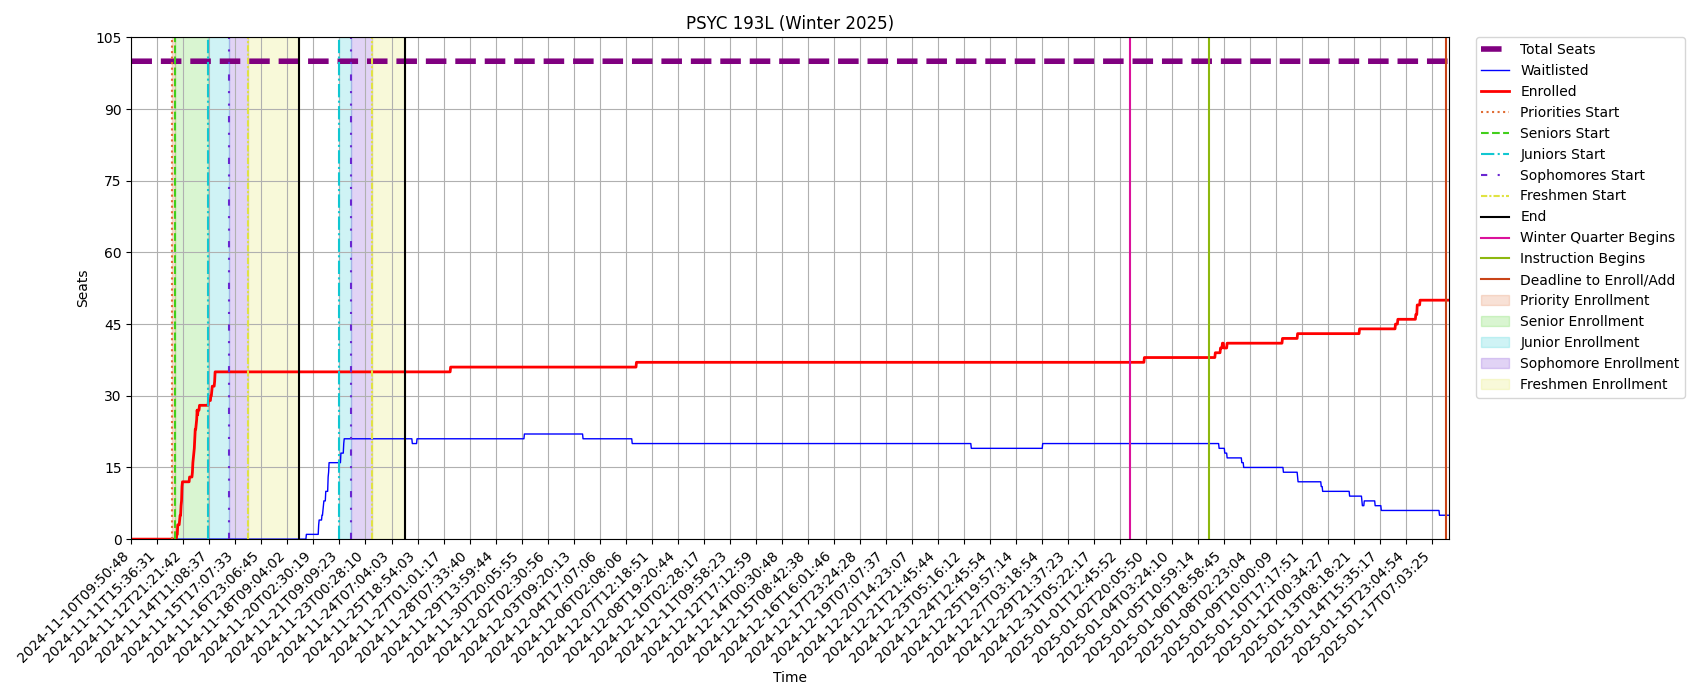 PSYC 193L (Winter 2025)
105
90
75
60
45
30
15
0
Seats
2024-11-10T09:50:48
2024-11-11T15:36:31
2024-11-12T21:21:42
2024-11-14T11:08:37
2024-11-15T17:07:33
2024-11-16T23:06:45
2024-11-18T09:04:02
2024-11-20T02:30:19
2024-11-21T09:09:23
2024-11-23T00:28:10
2024-11-24T07:04:03
2024-11-25T18:54:03
2024-11-27T01:01:17
2024-11-28T07:33:40
2024-11-29T13:59:44
2024-11-30T20:05:55
2024-12-02T02:30:56
2024-12-03T09:20:13
2024-12-04T17:07:06
2024-12-06T02:08:06
2024-12-07T12:18:51
2024-12-08T19:20:44
2024-12-10T02:28:17
2024-12-11T09:58:23
2024-12-12T17:12:59
2024-12-14T00:30:48
2024-12-15T08:42:38
2024-12-16T16:01:46
2024-12-17T23:24:28
2024-12-19T07:07:37
2024-12-20T14:23:07
2024-12-21T21:45:44
2024-12-23T05:16:12
2024-12-24T12:45:54
2024-12-25T19:57:14
2024-12-27T03:18:54
2024-12-29T21:37:23
2024-12-31T05:22:17
2025-01-01T12:45:52
2025-01-02T20:05:50
2025-01-04T03:24:10
2025-01-05T10:59:14
2025-01-06T18:58:45
2025-01-08T02:23:04
2025-01-09T10:00:09
2025-01-10T17:17:51
2025-01-12T00:34:27
2025-01-13T08:18:21
2025-01-14T15:35:17
2025-01-15T23:04:54
2025-01-17T07:03:25
Time
Total Seats
Waitlisted
Enrolled
Priorities Start
Seniors Start
Juniors Start
Sophomores Start
Freshmen Start
End
Winter Quarter Begins
Instruction Begins
Deadline to Enroll/Add
Priority Enrollment
Senior Enrollment
Junior Enrollment
Sophomore Enrollment
Freshmen Enrollment